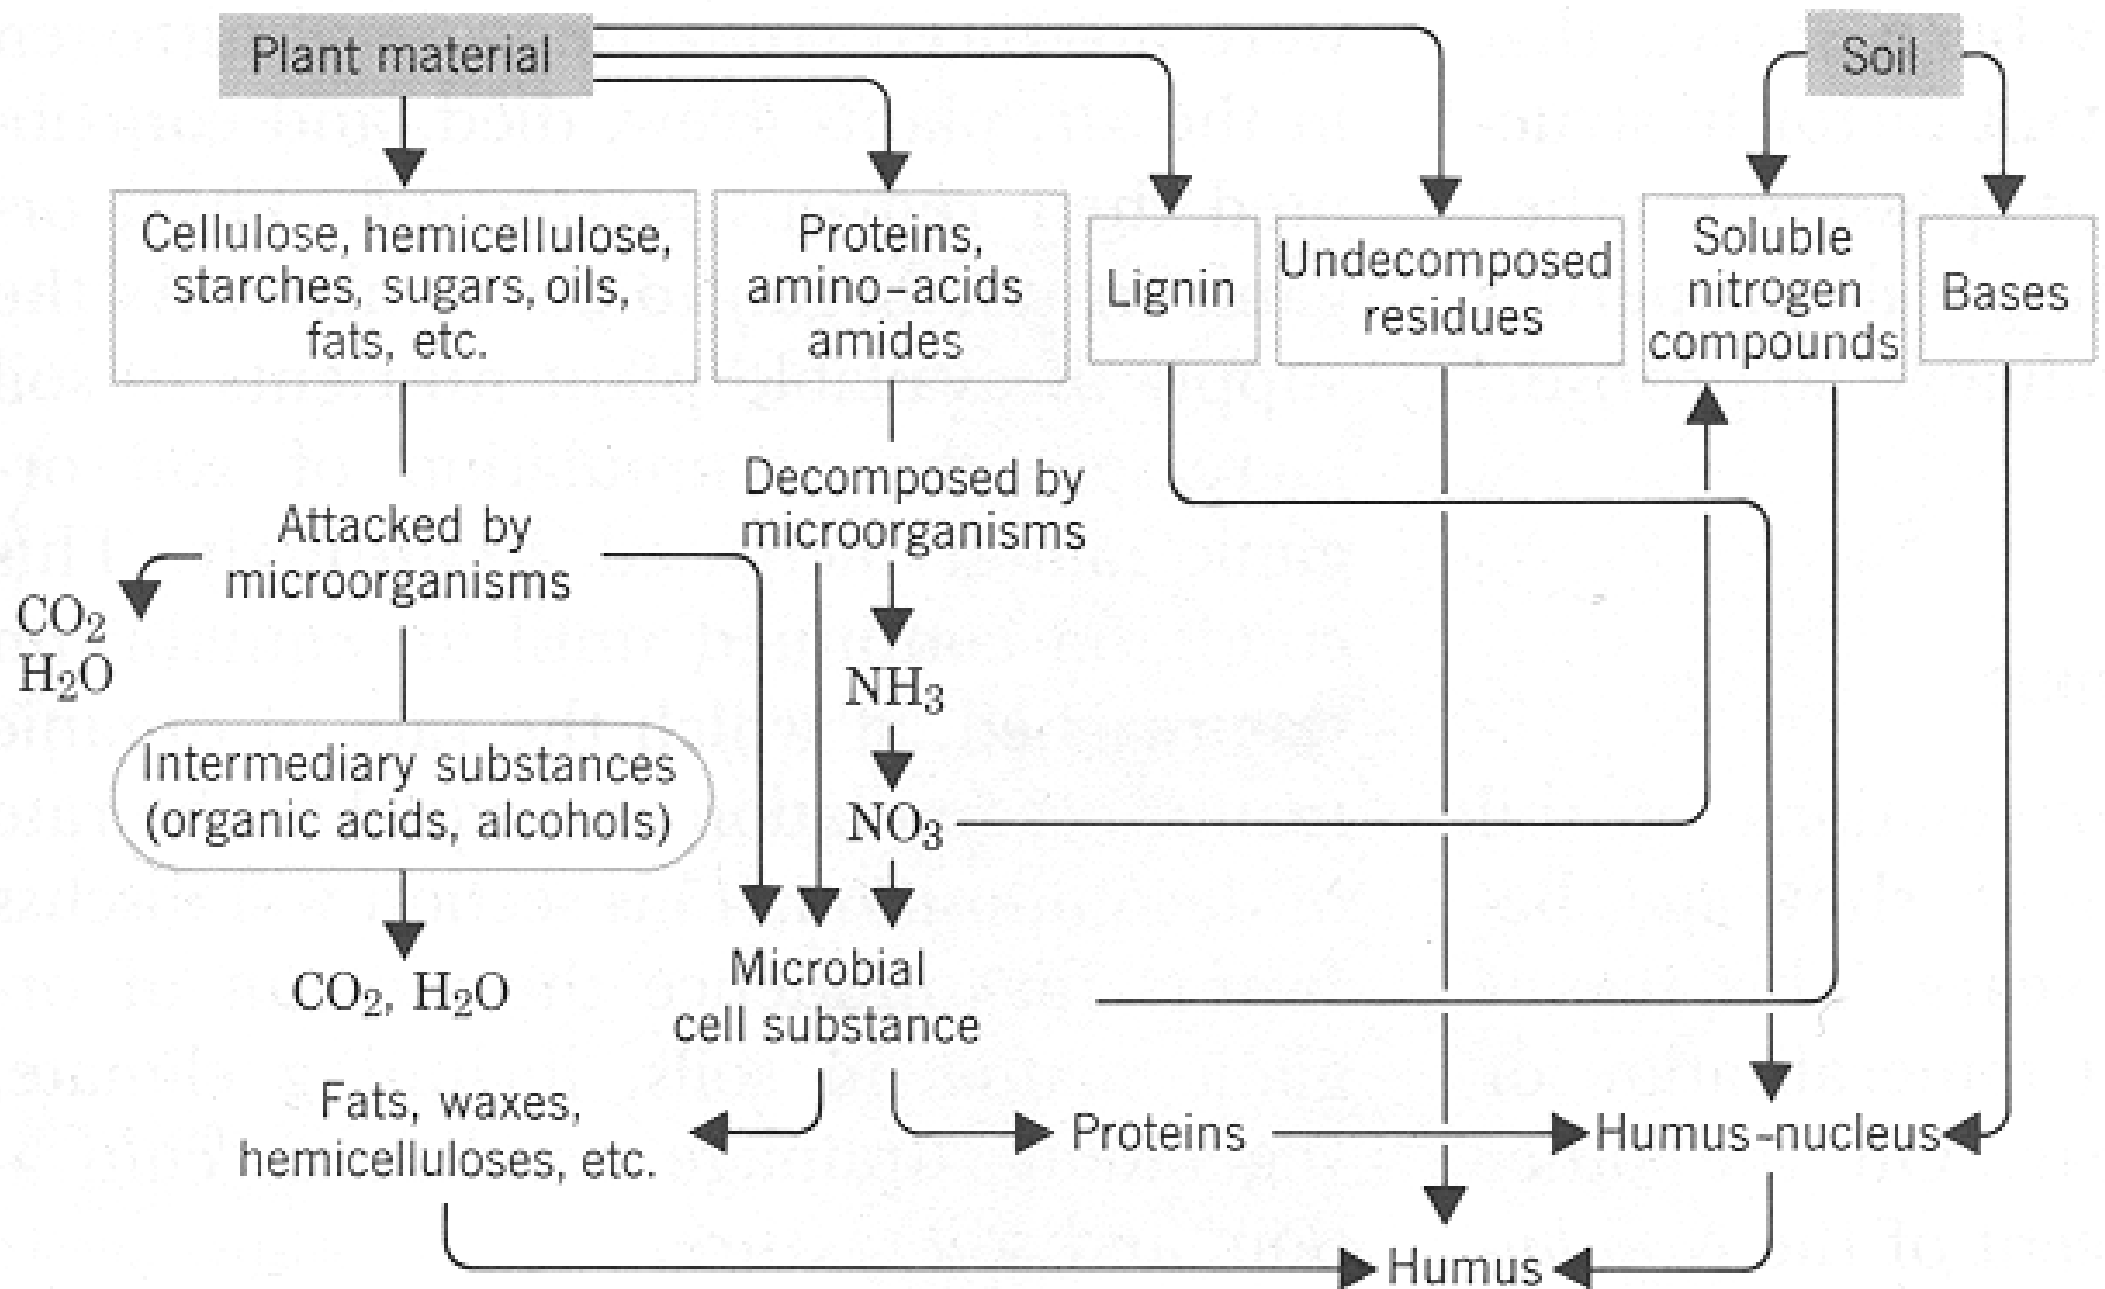 Plant material
Soil
Cellulose, hemicellulose,
starches, sugars, oils,
fats, etc.
Proteins,
amino-acids
amides
Lignin
Undecomposed
residues
Soluble
nitrogen
compounds
Bases
Attacked by
microorganisms
Decomposed by
microorganisms
CO₂
H₂O
NH₃
Intermediary substances
(organic acids, alcohols)
NO₃
CO₂, H₂O
Microbial
cell substance
Fats, waxes,
hemicelluloses, etc.
Proteins
Humus-nucleus
Humus